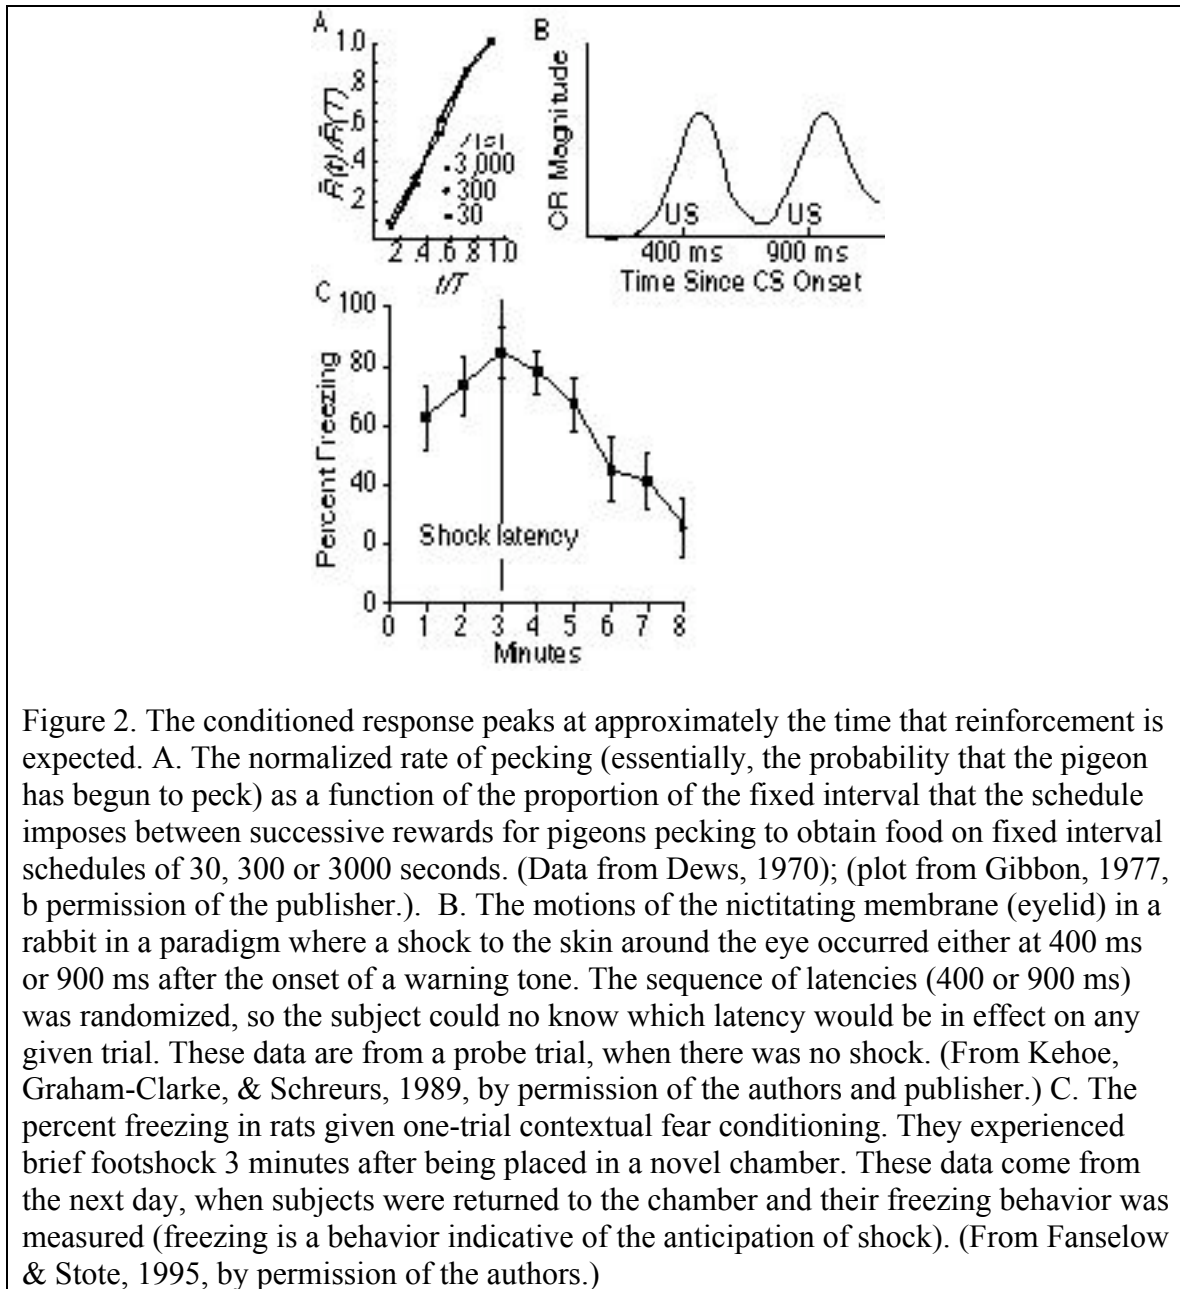 A
1.0
.8
.6
.4
.2
R(t)/R(T)
3,000
300
30
.2 .4 .6 .8 1.0
t/T
B
CR Magnitude
US US
400 ms 900 ms
Time Since CS Onset
C
100
80
60
40
0
0
Percent Freezing
Shock latency
0 1 2 3 4 5 6 7 8
Minutes
Figure 2. The conditioned response peaks at approximately the time that reinforcement is
expected. A. The normalized rate of pecking (essentially, the probability that the pigeon
has begun to peck) as a function of the proportion of the fixed interval that the schedule
imposes between successive rewards for pigeons pecking to obtain food on fixed interval
schedules of 30, 300 or 3000 seconds. (Data from Dews, 1970); (plot from Gibbon, 1977,
b permission of the publisher.). B. The motions of the nictitating membrane (eyelid) in a
rabbit in a paradigm where a shock to the skin around the eye occurred either at 400 ms
or 900 ms after the onset of a warning tone. The sequence of latencies (400 or 900 ms)
was randomized, so the subject could no know which latency would be in effect on any
given trial. These data are from a probe trial, when there was no shock. (From Kehoe,
Graham-Clarke, & Schreurs, 1989, by permission of the authors and publisher.) C. The
percent freezing in rats given one-trial contextual fear conditioning. They experienced
brief footshock 3 minutes after being placed in a novel chamber. These data come from
the next day, when subjects were returned to the chamber and their freezing behavior was
measured (freezing is a behavior indicative of the anticipation of shock). (From Fanselow
& Stote, 1995, by permission of the authors.)